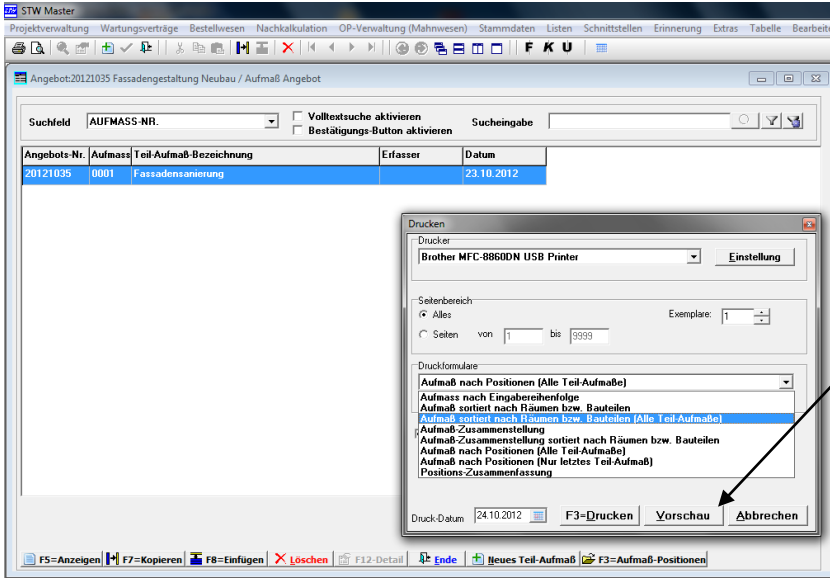 STW Master
Projektverwaltung Wartungsverträge Bestellwesen Nachkalkulation OP-Verwaltung (Mahnwesen) Stammdaten Listen Schnittstellen Erinnerung Extras Tabelle Bearbeite
F K U
Angebot:20121035 Fassadengestaltung Neubau / Aufmaß Angebot
Suchfeld AUFMASS-NR. Volltextsuche aktivieren Sucheingabe
Bestätigungs-Button aktivieren
Angebots-Nr. Aufmass Teil-Aufmaß-Bezeichnung Erfasser Datum
20121035 0001 Fassadensanierung 23.10.2012
Drucken
Drucker
Brother MFC-8860DN USB Printer Einstellung
Seitenbereich
Alles Exemplare: 1
Seiten von 1 bis 9999
Druckformulare
Aufmaß nach Positionen (Alle Teil-Aufmaße)
Aufmass nach Eingabereihenfolge
Aufmaß sortiert nach Räumen bzw. Bauteilen
Aufmaß sortiert nach Räumen bzw. Bauteilen (Alle Teil-Aufmaße)
Aufmaß-Zusammenstellung
Aufmaß-Zusammenstellung sortiert nach Räumen bzw. Bauteilen
Aufmaß nach Positionen (Alle Teil-Aufmaße)
Aufmaß nach Positionen (Nur letztes Teil-Aufmaß)
Positions-Zusammenfassung
Druck-Datum 24.10.2012 F3=Drucken Vorschau Abbrechen
F5=Anzeigen F7=Kopieren F8=Einfügen Löschen F12-Detail Ende Neues Teil-Aufmaß F3=Aufmaß-Positionen